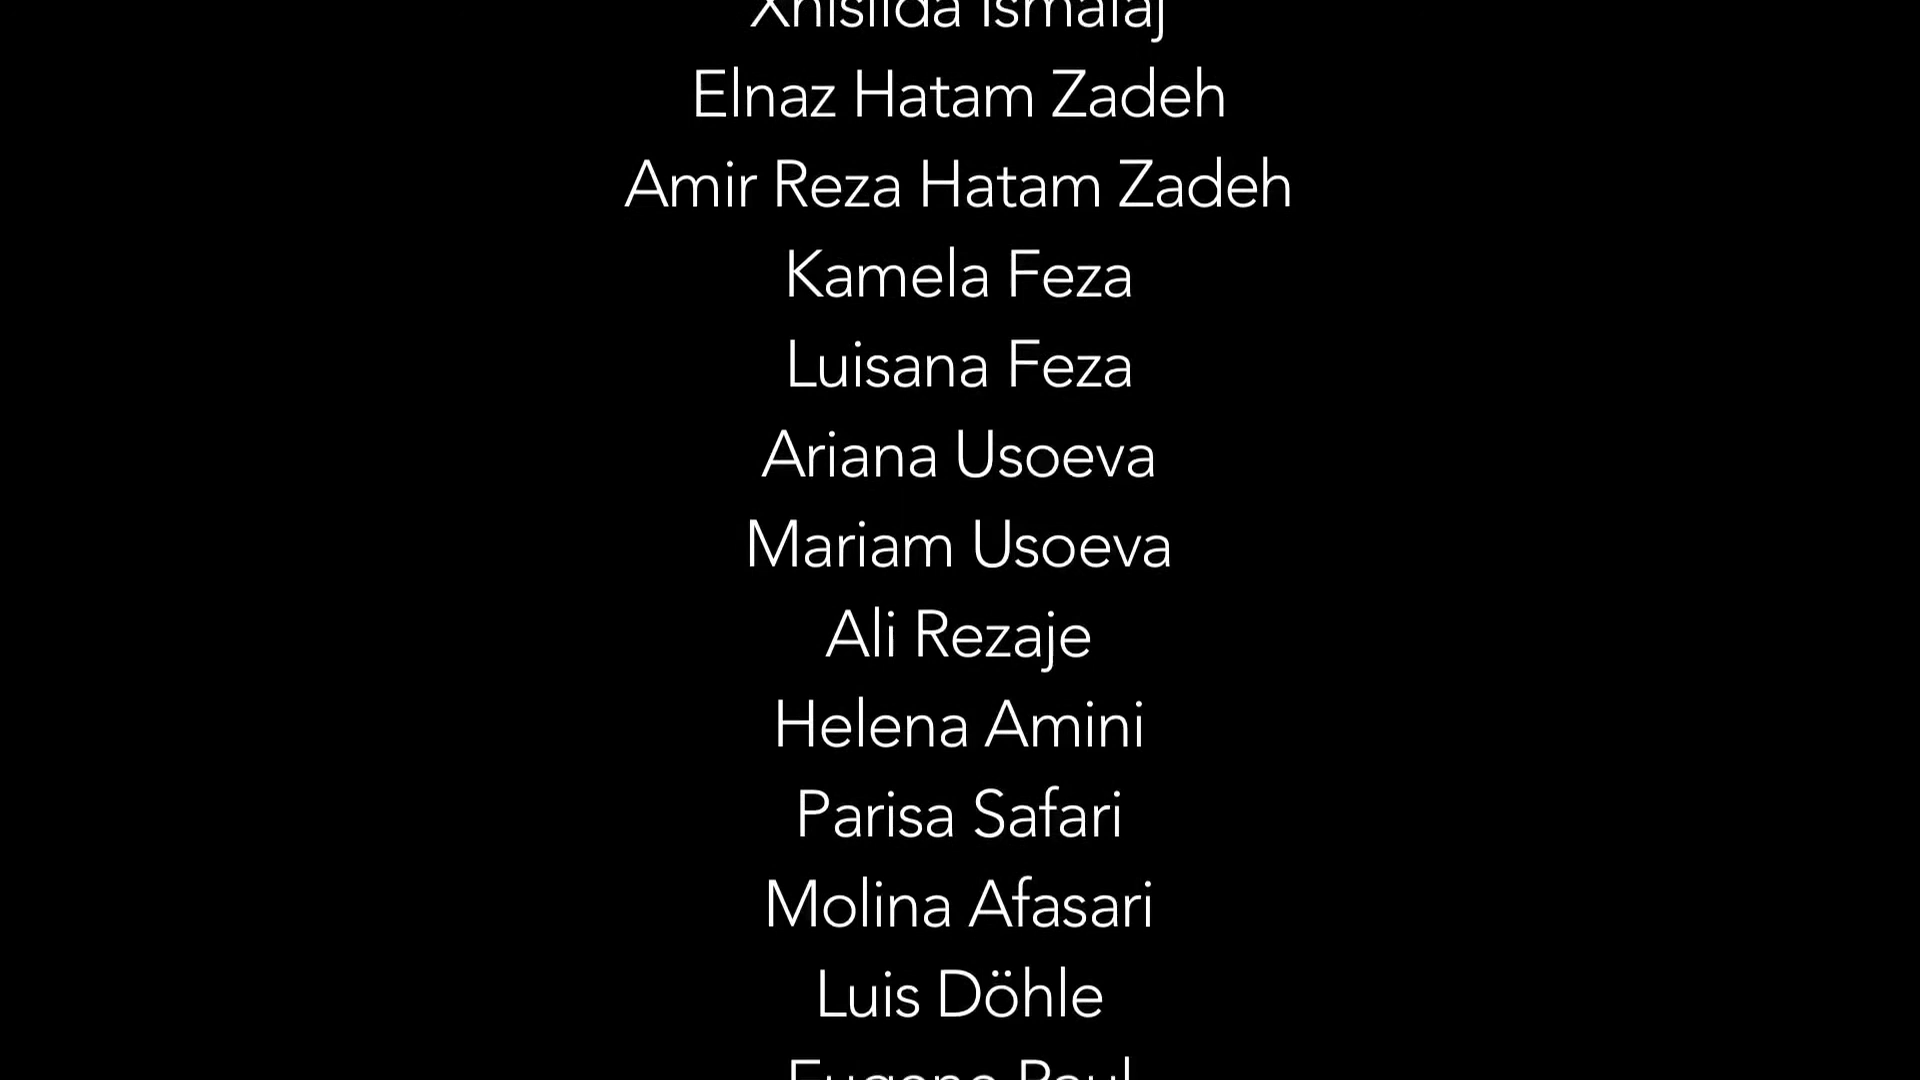 Elnaz Hatam Zadeh
Amir Reza Hatam Zadeh
Kamela Feza
Luisana Feza
Ariana Usoeva
Mariam Usoeva
Ali Rezaje
Helena Amini
Parisa Safari
Molina Afasari
Luis Döhle